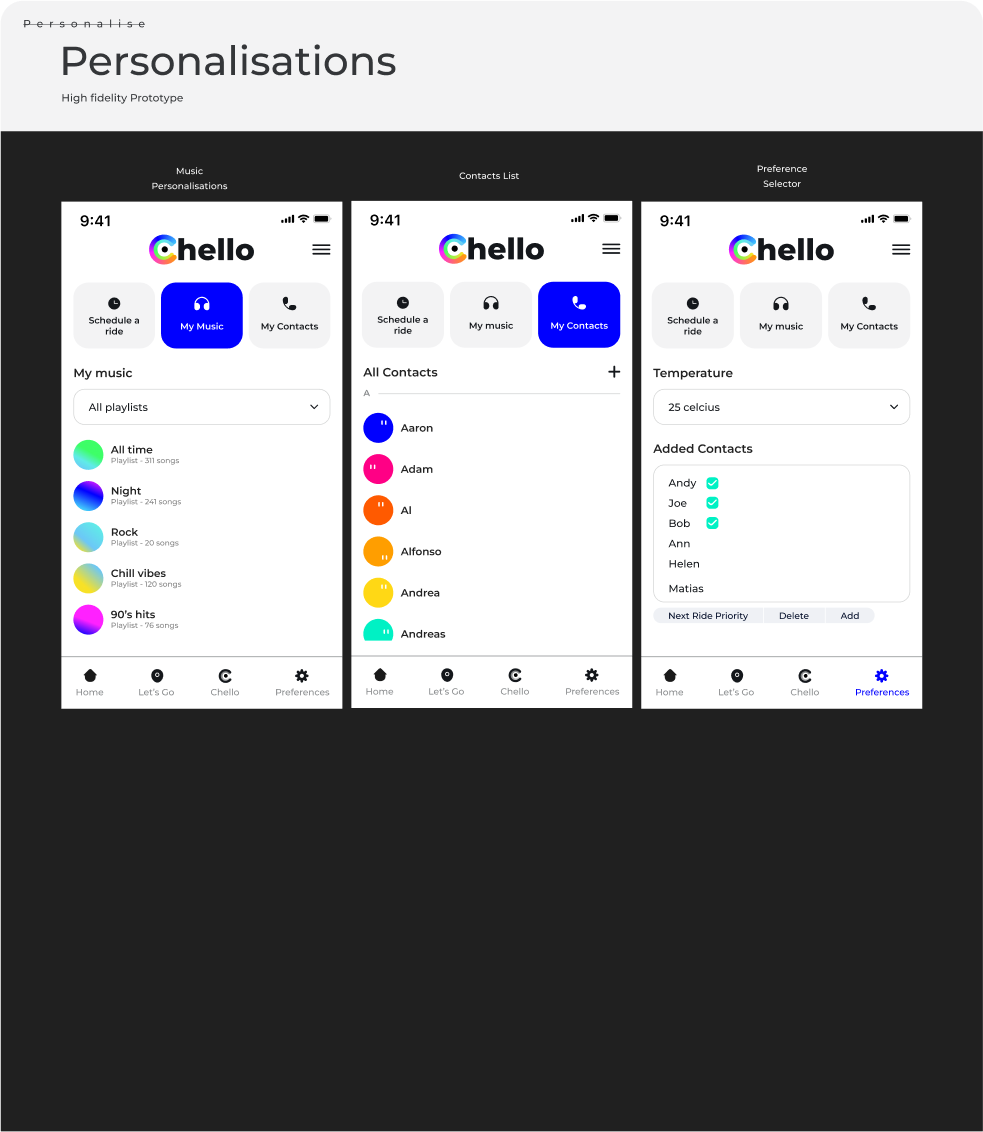 Personalise
Personalisations
High fidelity Prototype
Music
Personalisations
9:41
Chello
Schedule a
ride
My Music
My Contacts
My music
All playlists
All time
Playlist - 311 songs
Night
Playlist - 241 songs
Rock
Playlist - 20 songs
Chill vibes
Playlist - 120 songs
90's hits
Playlist - 76 songs
Home
Let's Go
Chello
Preferences
Contacts List
9:41
Chello
Schedule a
ride
My music
My Contacts
All Contacts
A
Aaron
Adam
Al
Alfonso
Andrea
Andreas
Home
Let's Go
Chello
Preferences
Preference
Selector
9:41
Chello
Schedule a
ride
My music
My Contacts
Temperature
25 celcius
Added Contacts
Andy
Joe
Bob
Ann
Helen
Matias
Next Ride Priority
Delete
Add
Home
Let's Go
Chello
Preferences